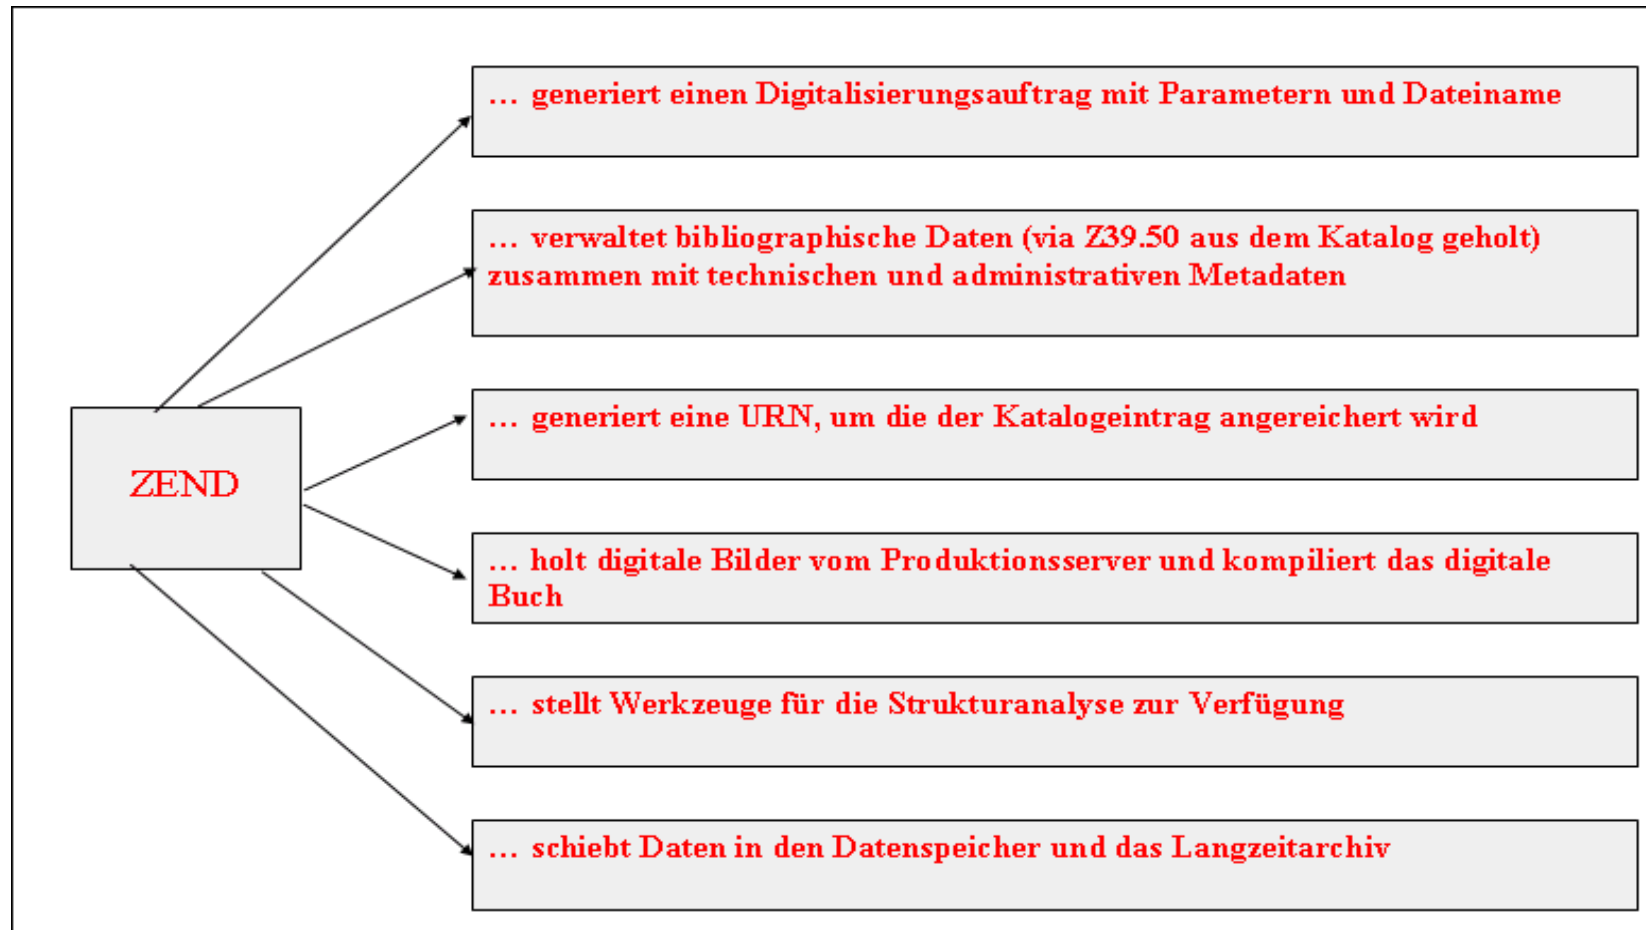 … generiert einen Digitalisierungsauftrag mit Parametern und Dateiname
… verwaltet bibliographische Daten (via Z39.50 aus dem Katalog geholt)
zusammen mit technischen und administrativen Metadaten
… generiert eine URN, um die der Katalogeintrag angereichert wird
ZEND
… holt digitale Bilder vom Produktionsserver und kompiliert das digitale
Buch
… stellt Werkzeuge für die Strukturanalyse zur Verfügung
… schiebt Daten in den Datenspeicher und das Langzeitarchiv